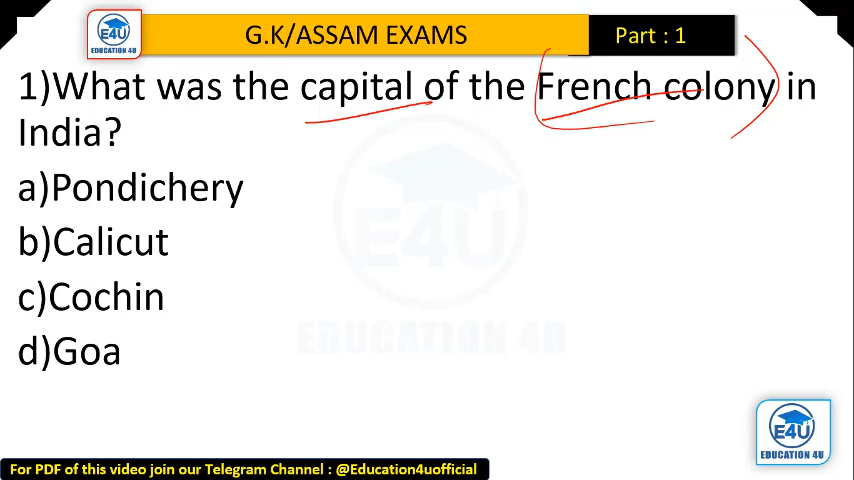 E4U
EDUCATION 4U
G.K/ASSAM EXAMS
Part : 1
1)What was the capital of the French colony in
India?
a)Pondichery
b)Calicut
c)Cochin
d)Goa
E4U
EDUCATION 4U
E4U
EDUCATION 4U
For PDF of this video join our Telegram Channel : @Education4uofficial